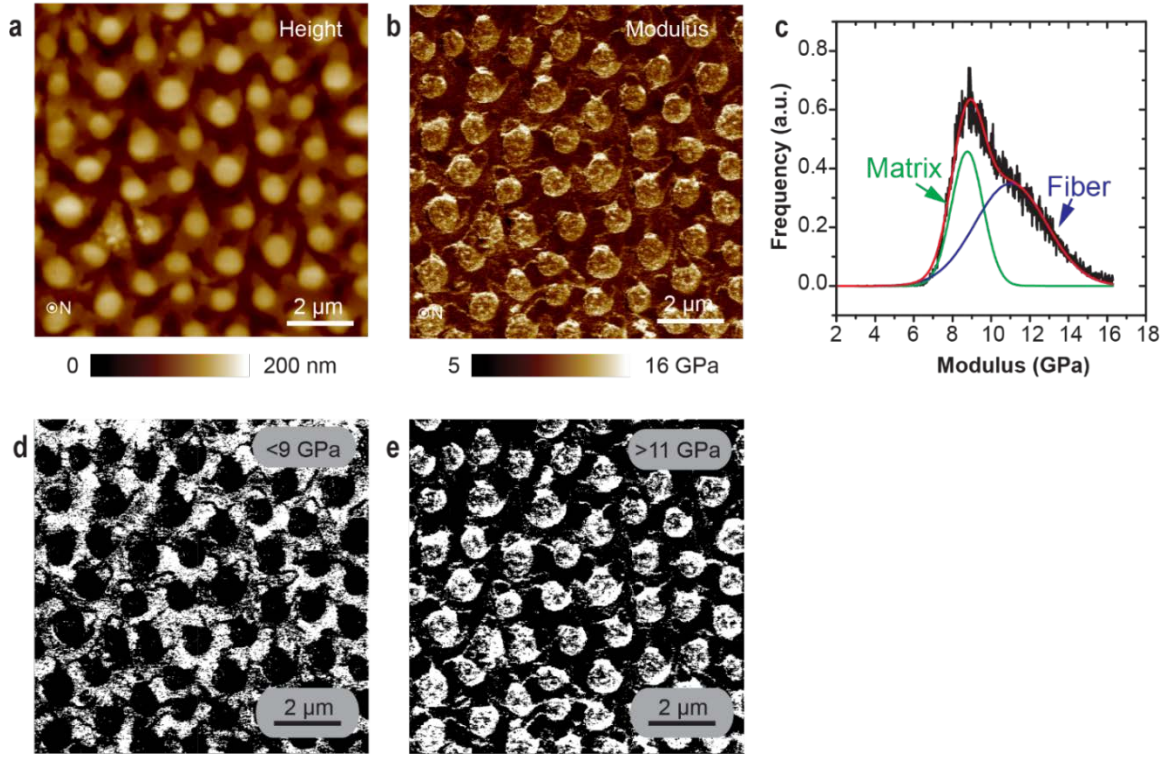 a
Height
⊙N
2 μm
0
200 nm
b
Modulus
⊙N
2 μm
5
16 GPa
c
Frequency (a.u.)
0.8
0.6
0.4
0.2
0.0
Matrix
Fiber
2 4 6 8 10 12 14 16 18
Modulus (GPa)
d
<9 GPa
2 μm
e
>11 GPa
2 μm